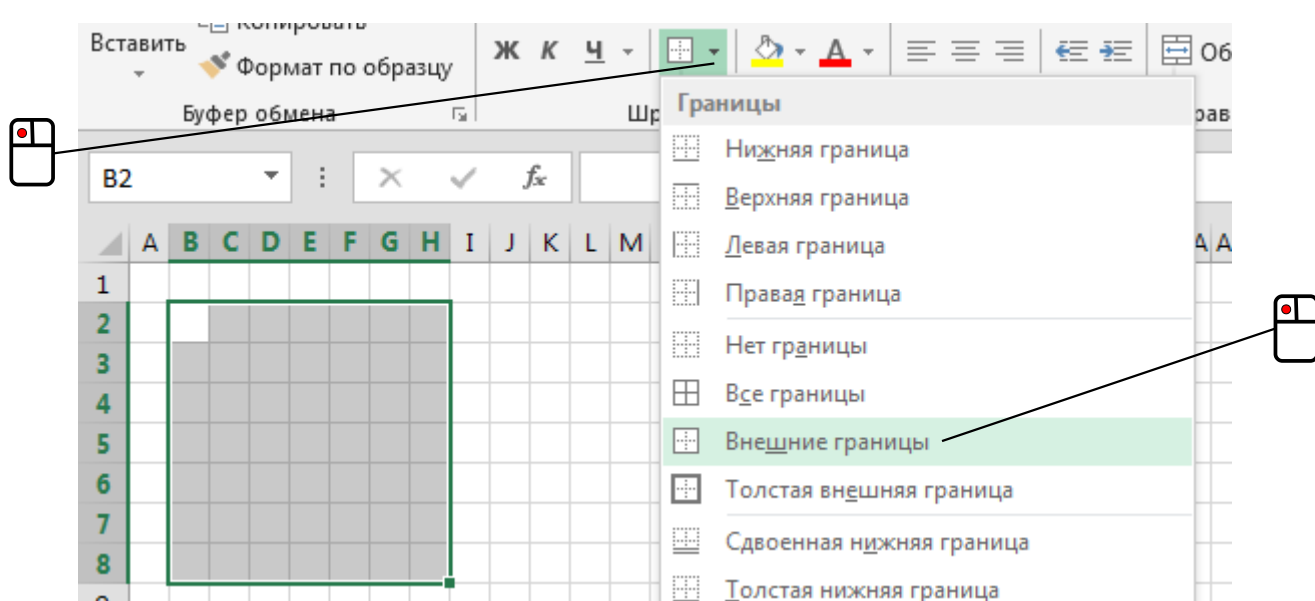 Копировать
Вставить
Формат по образцу
Ж К Ч А Об
Буфер обмена
Границы
Нижняя граница
B2 fx
Верхняя граница
A B C D E F G H I J K L M A A
Левая граница
1
Правая граница
2
Нет границы
3
Все границы
4
Внешние границы
5
Толстая внешняя граница
6
7
Сдвоенная нижняя граница
8
Толстая нижняя граница